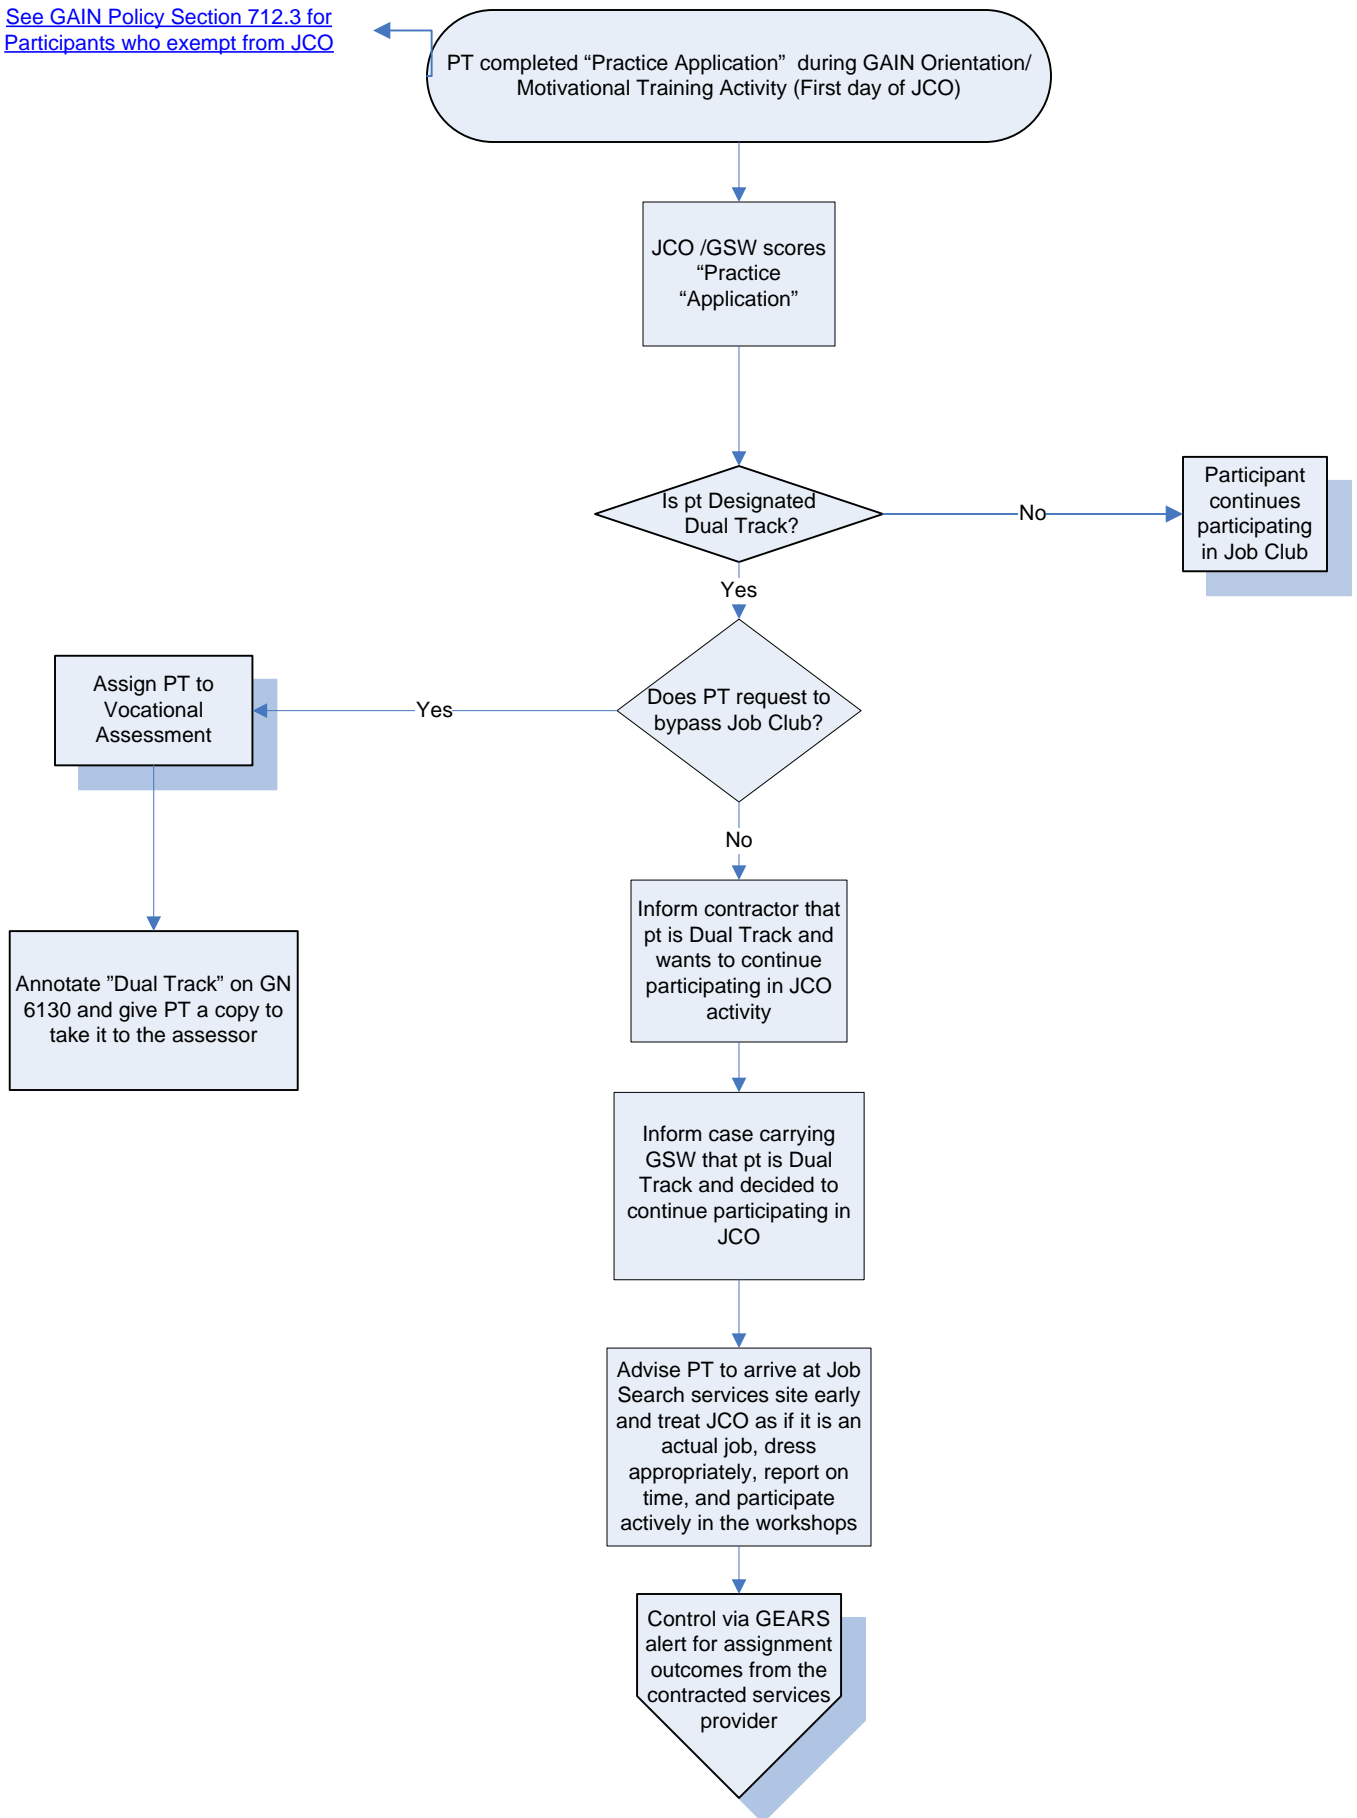 See GAIN Policy Section 712.3 for
Participants who exempt from JCO
PT completed “Practice Application”  during GAIN Orientation/
Motivational Training Activity (First day of JCO)
JCO /GSW scores
“Practice
“Application”
Is pt Designated
Dual Track?
No
Participant
continues
participating
in Job Club
Yes
Does PT request to
bypass Job Club?
Yes
Assign PT to
Vocational
Assessment
Annotate ”Dual Track” on GN
6130 and give PT a copy to
take it to the assessor
No
Inform contractor that
pt is Dual Track and
wants to continue
participating in JCO
activity
Inform case carrying
GSW that pt is Dual
Track and decided to
continue participating in
JCO
Advise PT to arrive at Job
Search services site early
and treat JCO as if it is an
actual job, dress
appropriately, report on
time, and participate
actively in the workshops
Control via GEARS
alert for assignment
outcomes from the
contracted services
provider